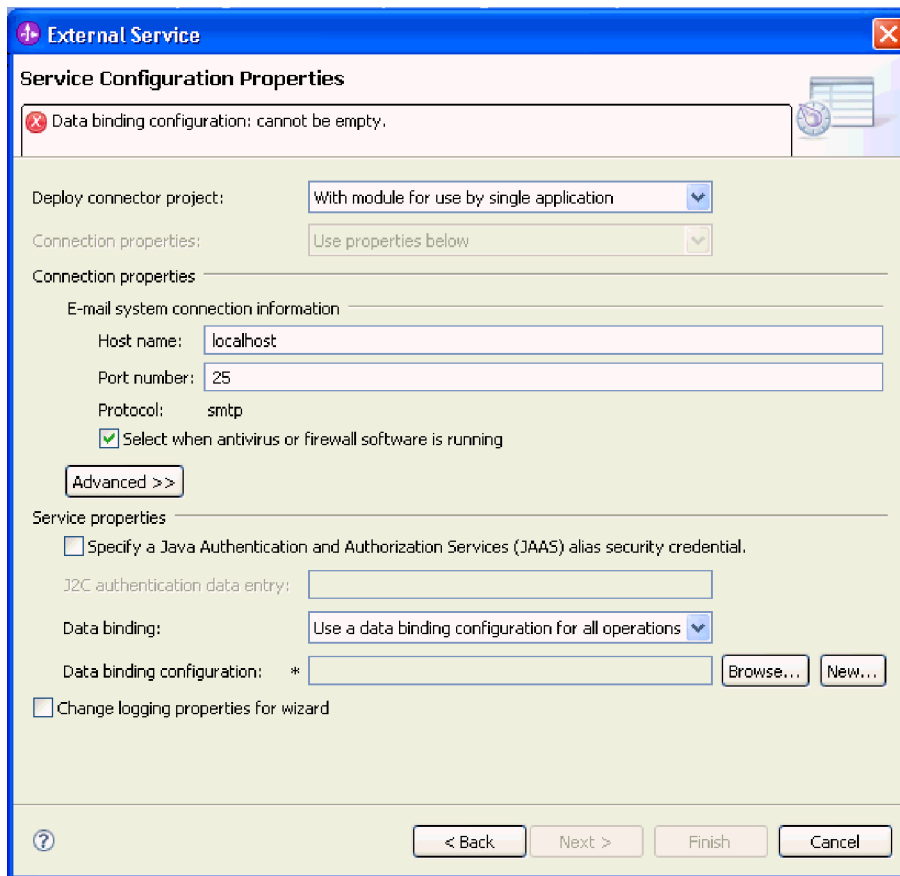 External Service
Service Configuration Properties
Data binding configuration: cannot be empty.
Deploy connector project: With module for use by single application
Connection properties: Use properties below
Connection properties
E-mail system connection information
Host name: localhost
Port number: 25
Protocol: smtp
Select when antivirus or firewall software is running
Advanced >>
Service properties
Specify a Java Authentication and Authorization Services (JAAS) alias security credential.
J2C authentication data entry:
Data binding: Use a data binding configuration for all operations
Data binding configuration: * Browse... New...
Change logging properties for wizard
? < Back Next > Finish Cancel